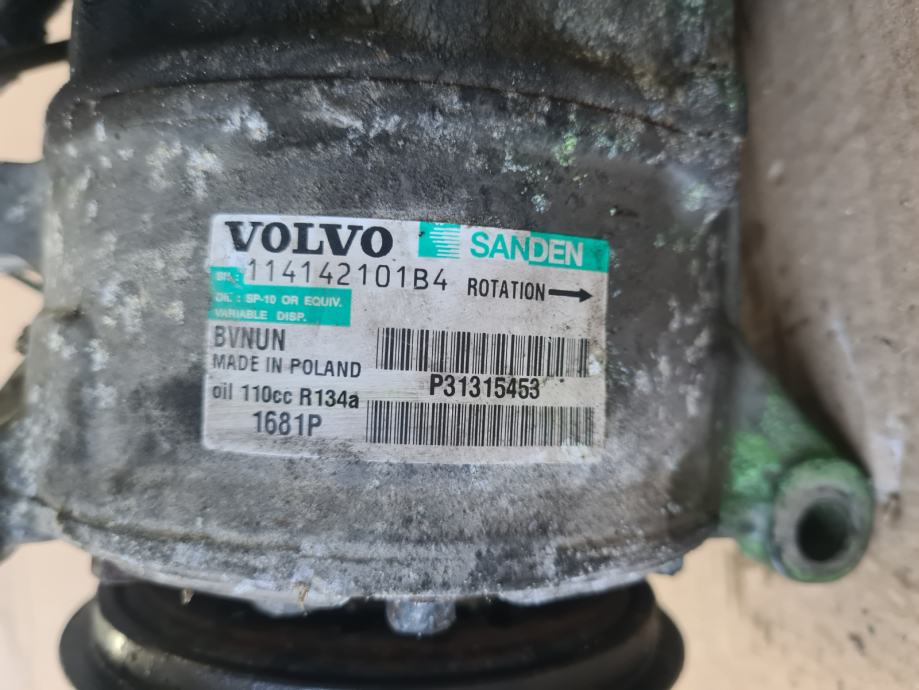 VOLVO SANDEN
S.N.: 114142101B4 ROTATION
OIL : SP-10 OR EQUIV.
VARIABLE DISP.
BVNUN
MADE IN POLAND
P31315453
oil 110cc R134a
1681P